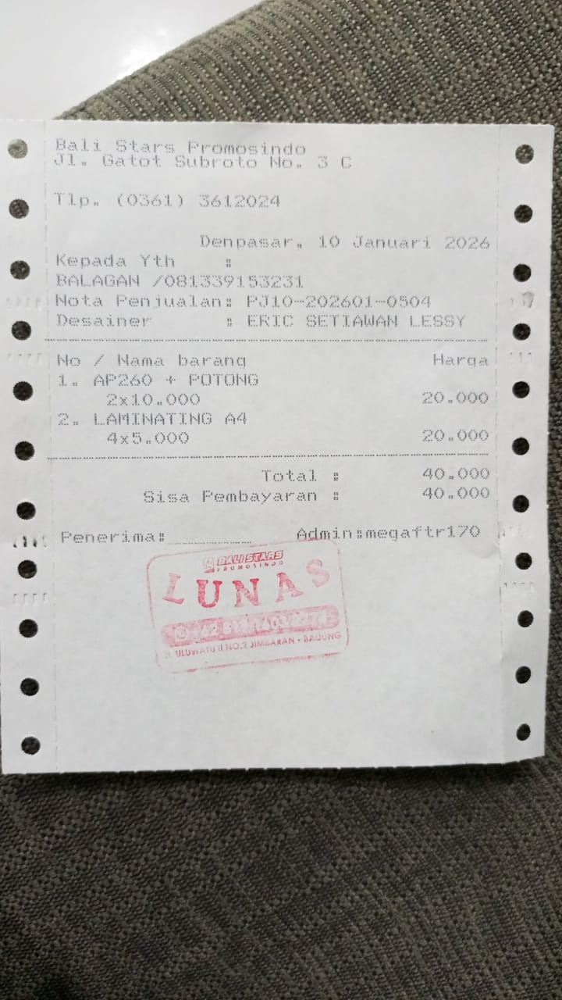 Bali Stars Promosindo
Jl. Gatot Subroto No. 3 C
Tlp. (0361) 3612024
Denpasar, 10 Januari 2026
Kepada Yth :
BALAGAN /081339153231
Nota Penjualan: PJ10-202601-0504
Desainer : ERIC SETIAWAN LESSY
No / Nama barang Harga
1. AP260 + POTONG
2x10.000 20.000
2. LAMINATING A4
4x5.000 20.000
Total : 40.000
Sisa Pembayaran : 40.000
Penerima: Admin:megaftr170
BALI STARS
PROMOSINDO
LUNAS
JL. ULUWATU II NO.2 JIMBARAN - BADUNG